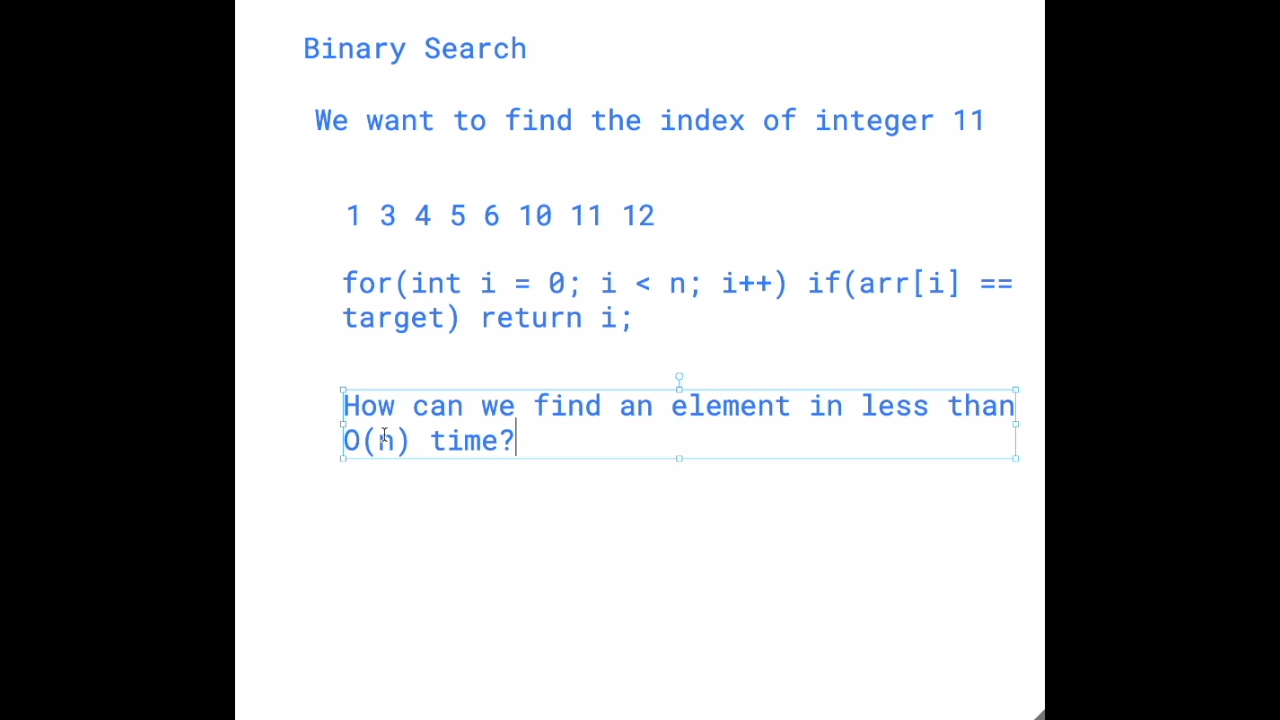 Binary Search
We want to find the index of integer 11
1 3 4 5 6 10 11 12
for(int i = 0; i < n; i++) if(arr[i] ==
target) return i;
How can we find an element in less than
O(n) time?